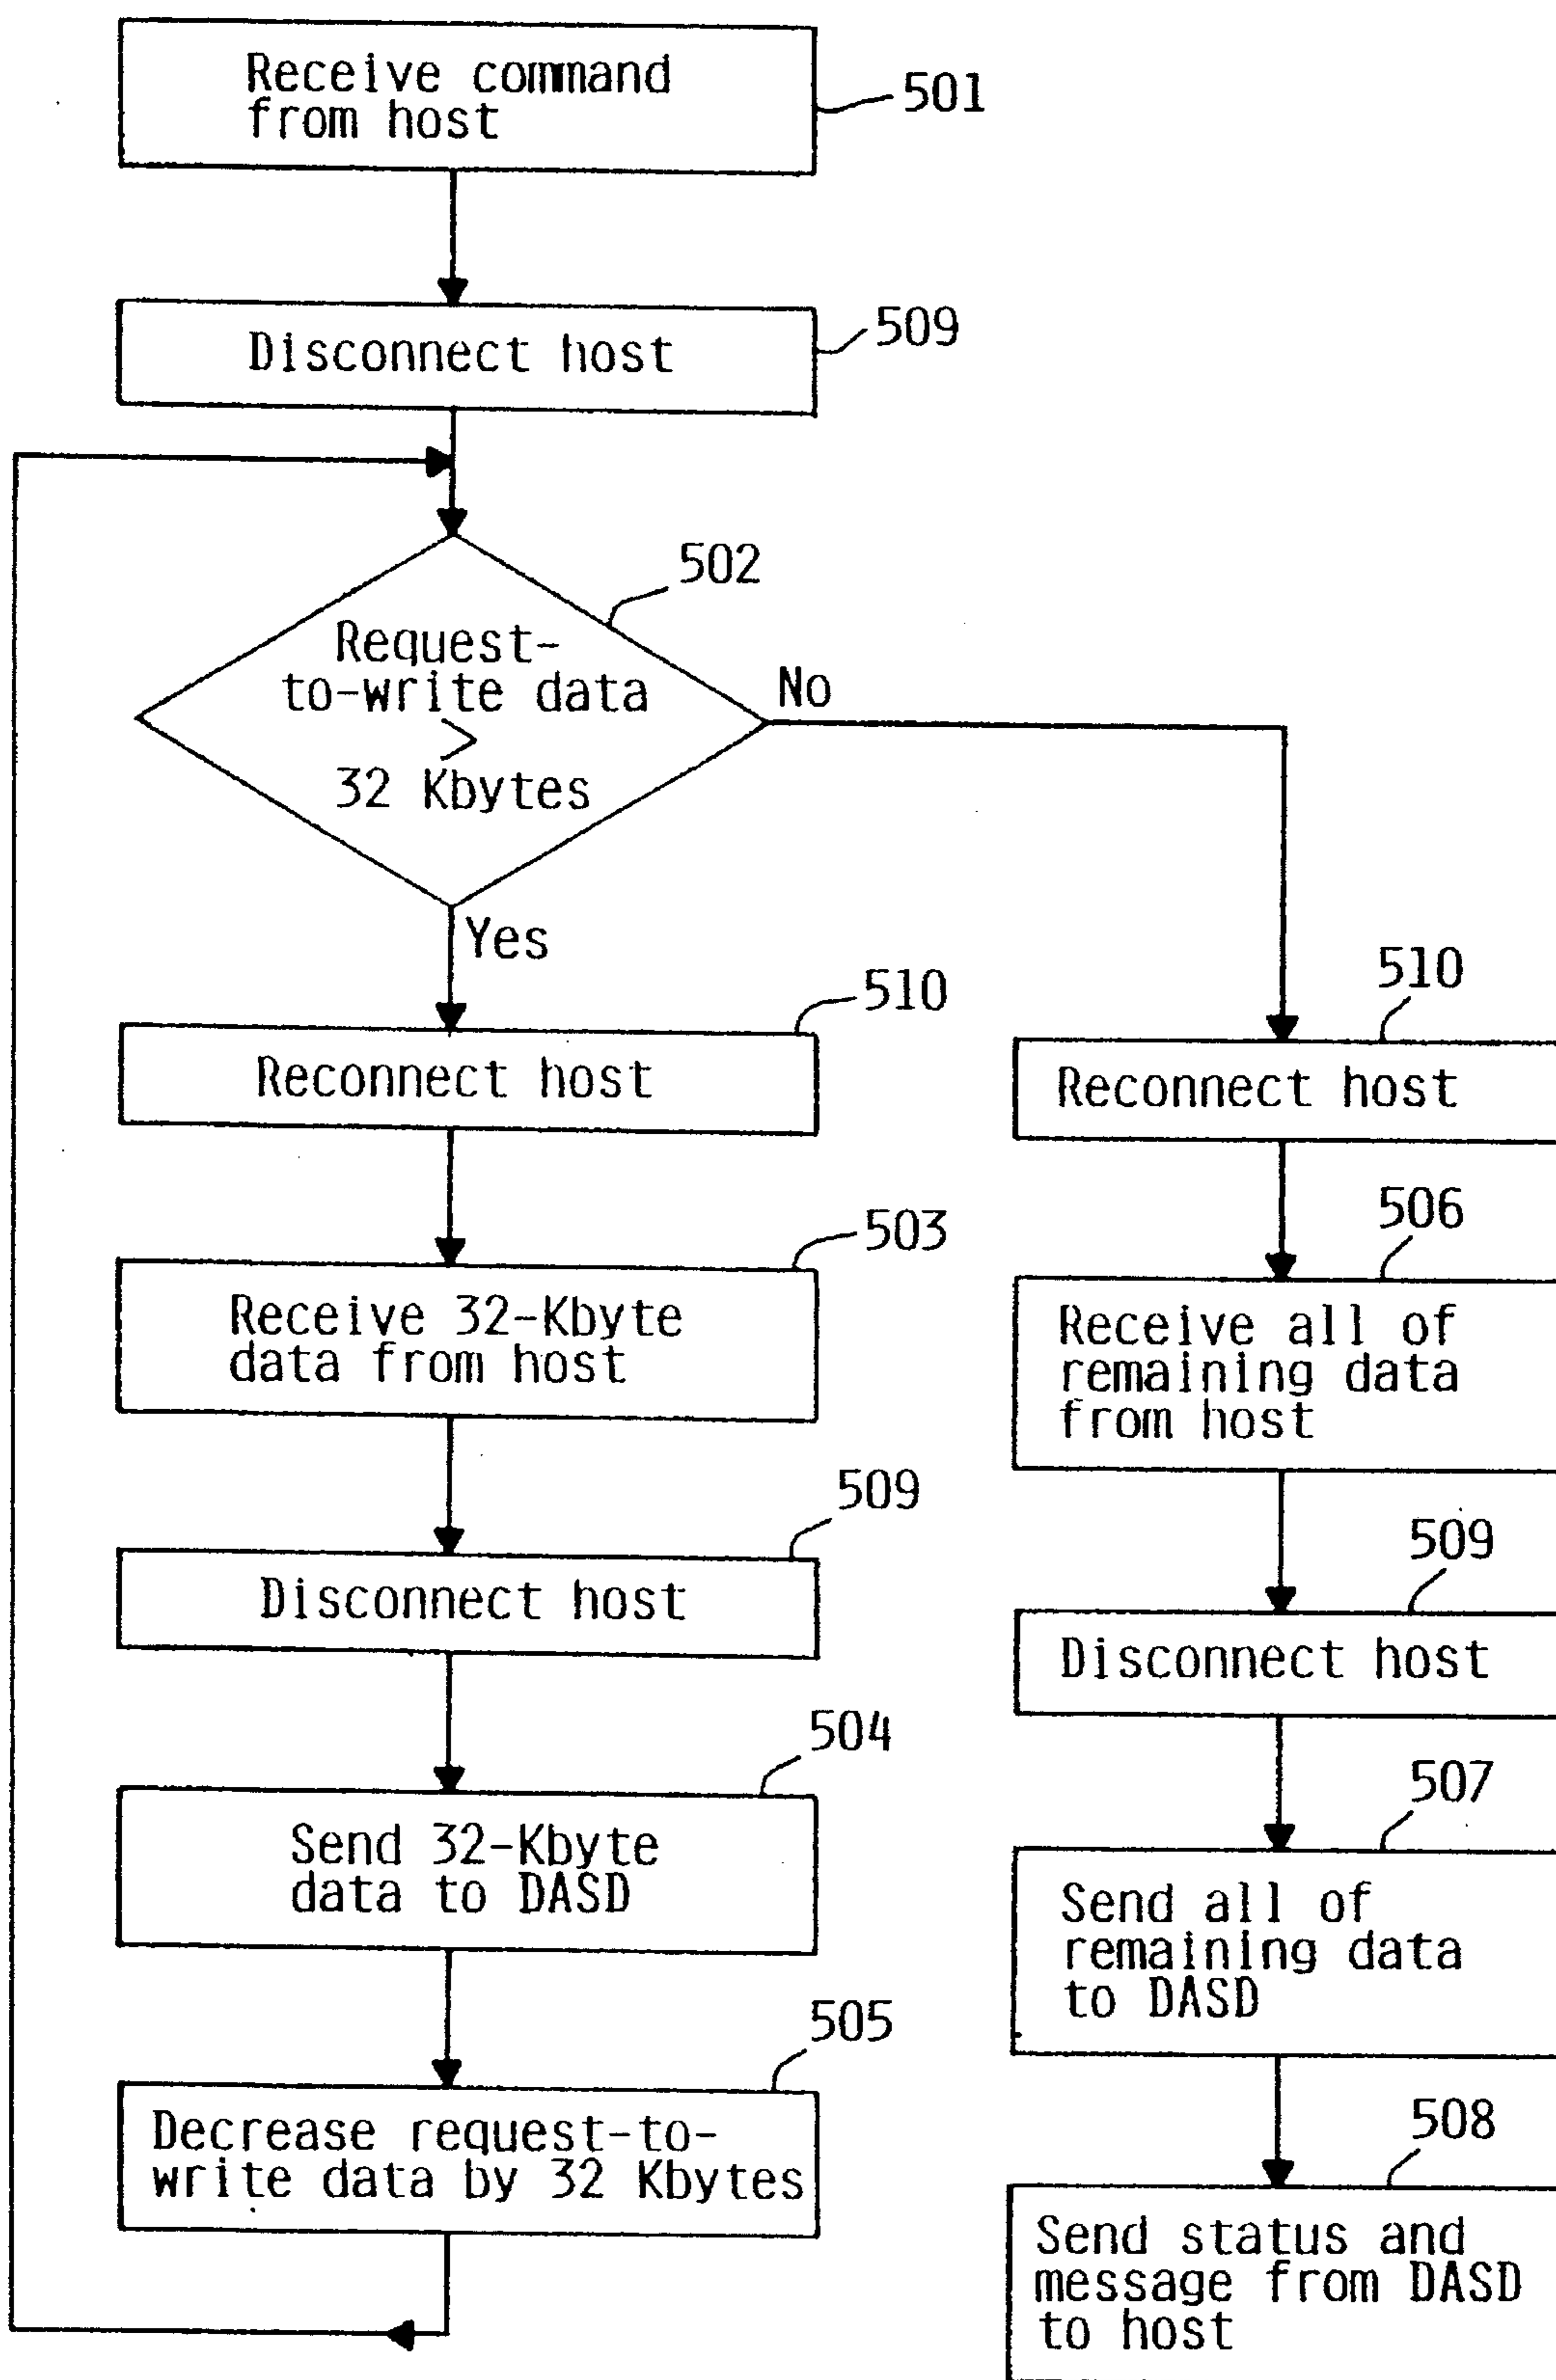 Receive command
from host
501
Disconnect host
509
502
Request-
to-write data
>
32 Kbytes
No
Yes
510
Reconnect host
503
Receive 32-Kbyte
data from host
509
Disconnect host
504
Send 32-Kbyte
data to DASD
505
Decrease request-to-
write data by 32 Kbytes
510
Reconnect host
506
Receive all of
remaining data
from host
509
Disconnect host
507
Send all of
remaining data
to DASD
508
Send status and
message from DASD
to host